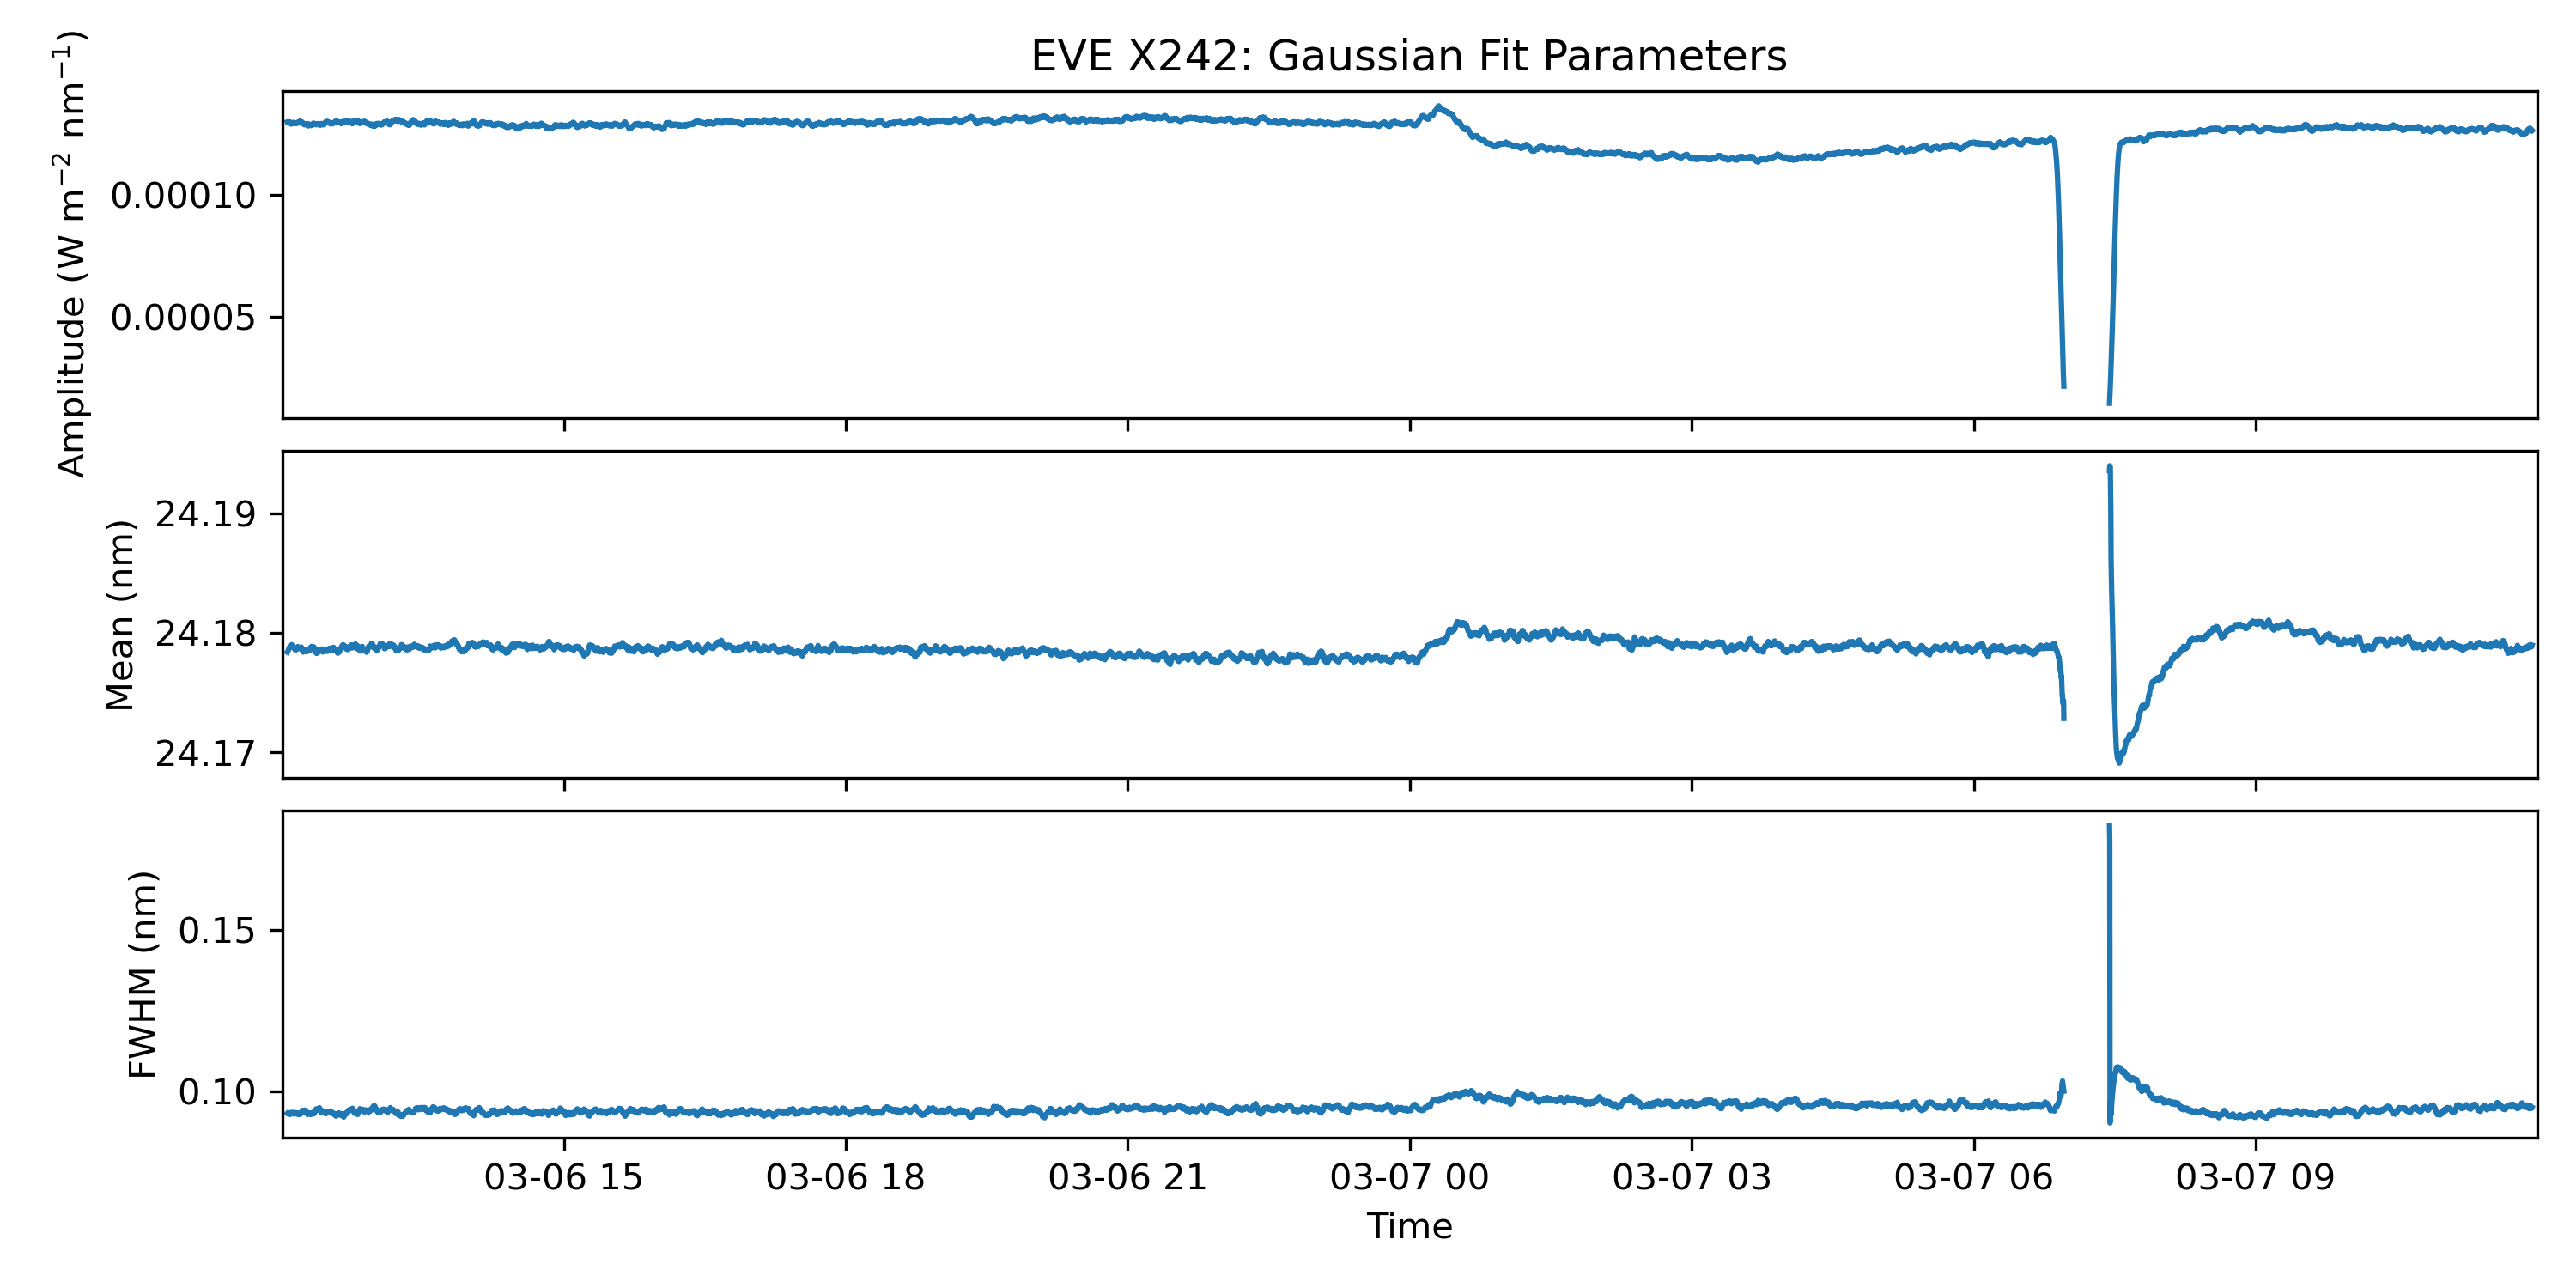 EVE X242: Gaussian Fit Parameters
Amplitude (W m⁻² nm⁻¹)
0.00010
0.00005
Mean (nm)
24.19
24.18
24.17
FWHM (nm)
0.15
0.10
03-06 15 03-06 18 03-06 21 03-07 00 03-07 03 03-07 06 03-07 09
Time